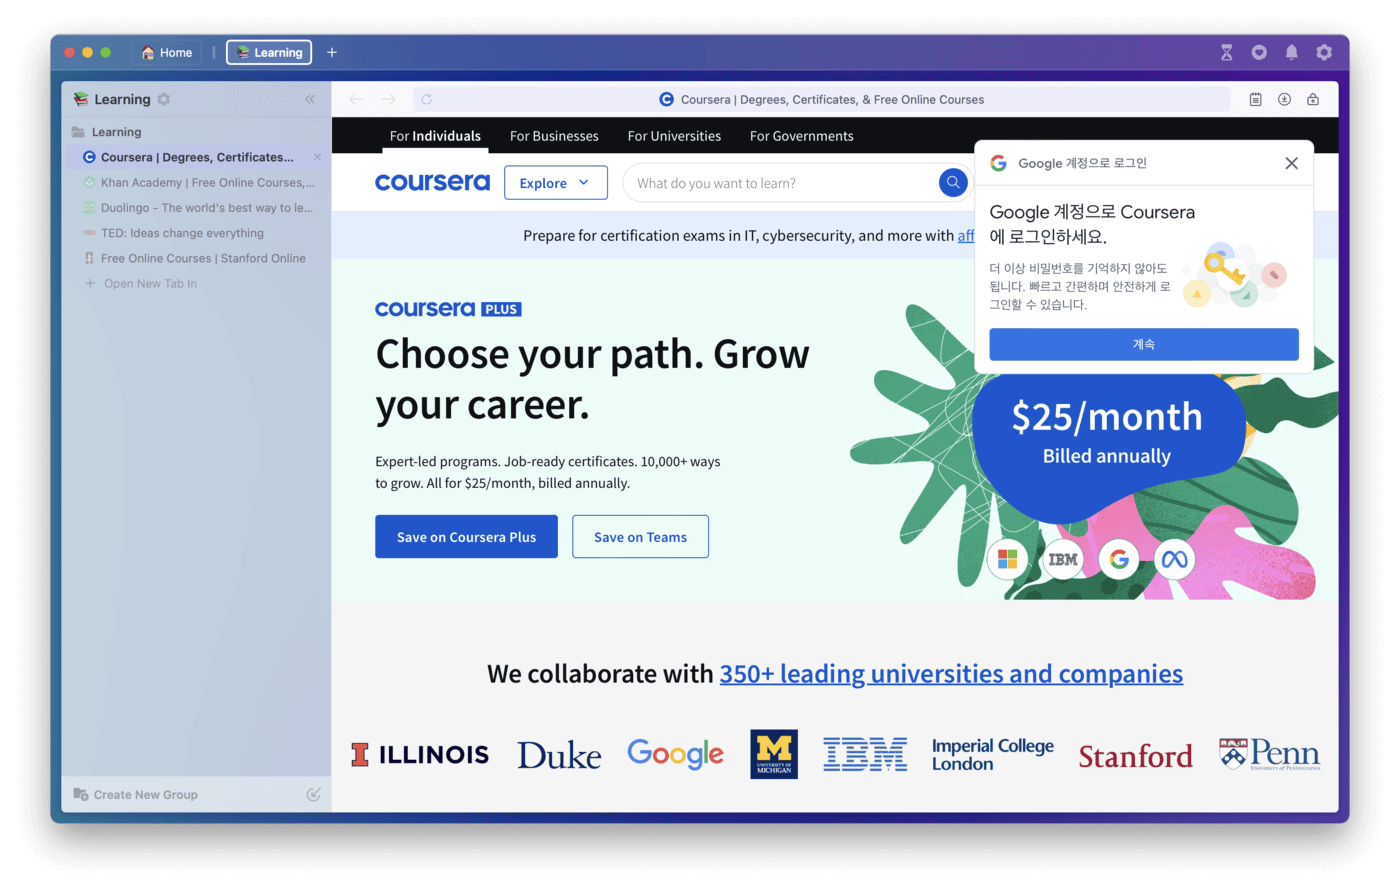 Home
Learning
Learning
Coursera | Degrees, Certificates, & Free Online Courses
Learning
Coursera | Degrees, Certificates...
Khan Academy | Free Online Courses,...
Duolingo - The world's best way to le...
TED: Ideas change everything
Free Online Courses | Stanford Online
Open New Tab In
Create New Group
For Individuals
For Businesses
For Universities
For Governments
coursera
Explore
What do you want to learn?
Prepare for certification exams in IT, cybersecurity, and more with aff
Google 계정으로 로그인
Google 계정으로 Coursera
에 로그인하세요.
더 이상 비밀번호를 기억하지 않아도
됩니다. 빠르고 간편하며 안전하게 로
그인할 수 있습니다.
계속
coursera PLUS
Choose your path. Grow
your career.
Expert-led programs. Job-ready certificates. 10,000+ ways
to grow. All for $25/month, billed annually.
Save on Coursera Plus
Save on Teams
$25/month
Billed annually
IBM
We collaborate with 350+ leading universities and companies
I ILLINOIS
Duke
Google
M
UNIVERSITY OF
MICHIGAN
IBM
Imperial College
London
Stanford
Penn
UNIVERSITY OF PENNSYLVANIA